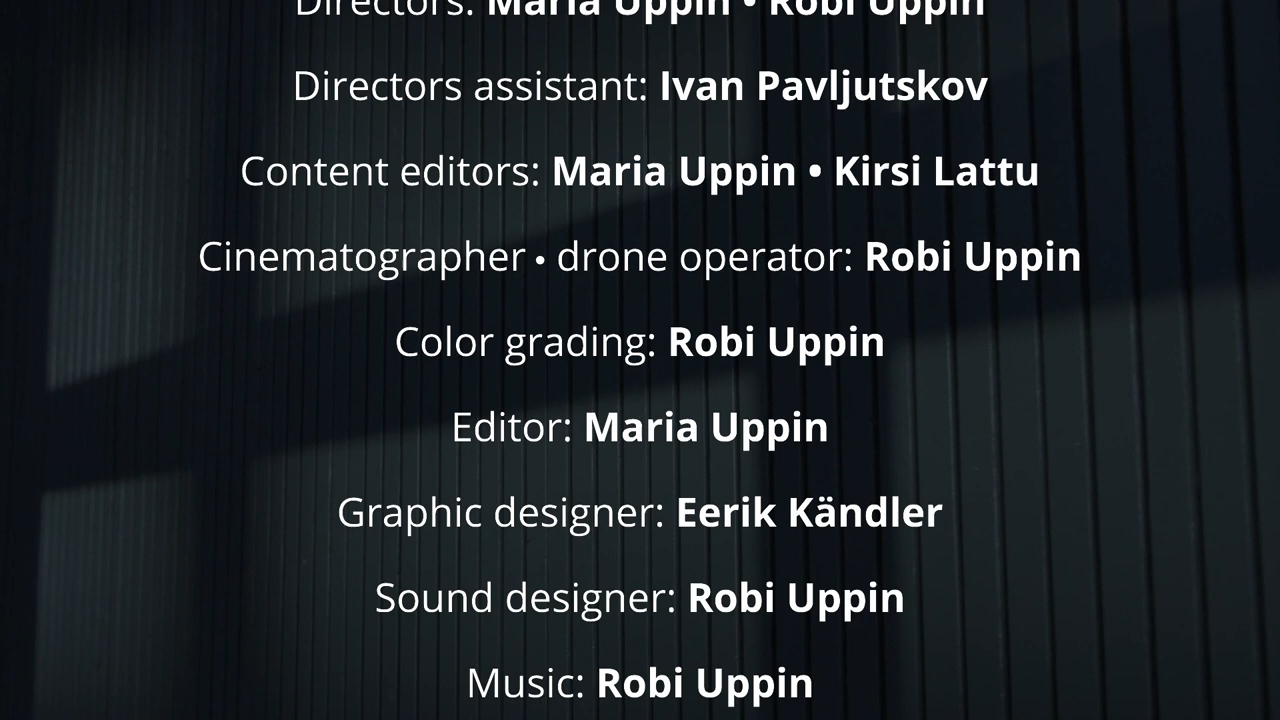 Directors: Maria Uppin • Robi Uppin
Directors assistant: Ivan Pavljutskov
Content editors: Maria Uppin • Kirsi Lattu
Cinematographer • drone operator: Robi Uppin
Color grading: Robi Uppin
Editor: Maria Uppin
Graphic designer: Eerik Kändler
Sound designer: Robi Uppin
Music: Robi Uppin